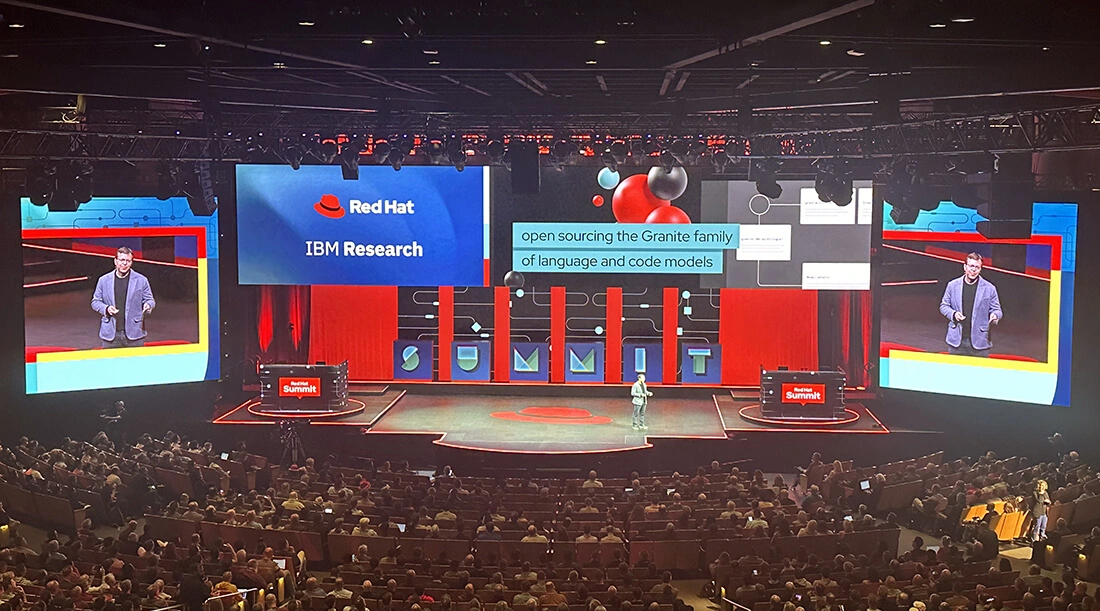 Red Hat
IBM Research
open sourcing the Granite family
of language and code models
SUMMIT
Red Hat
Summit
Red Hat
Summit